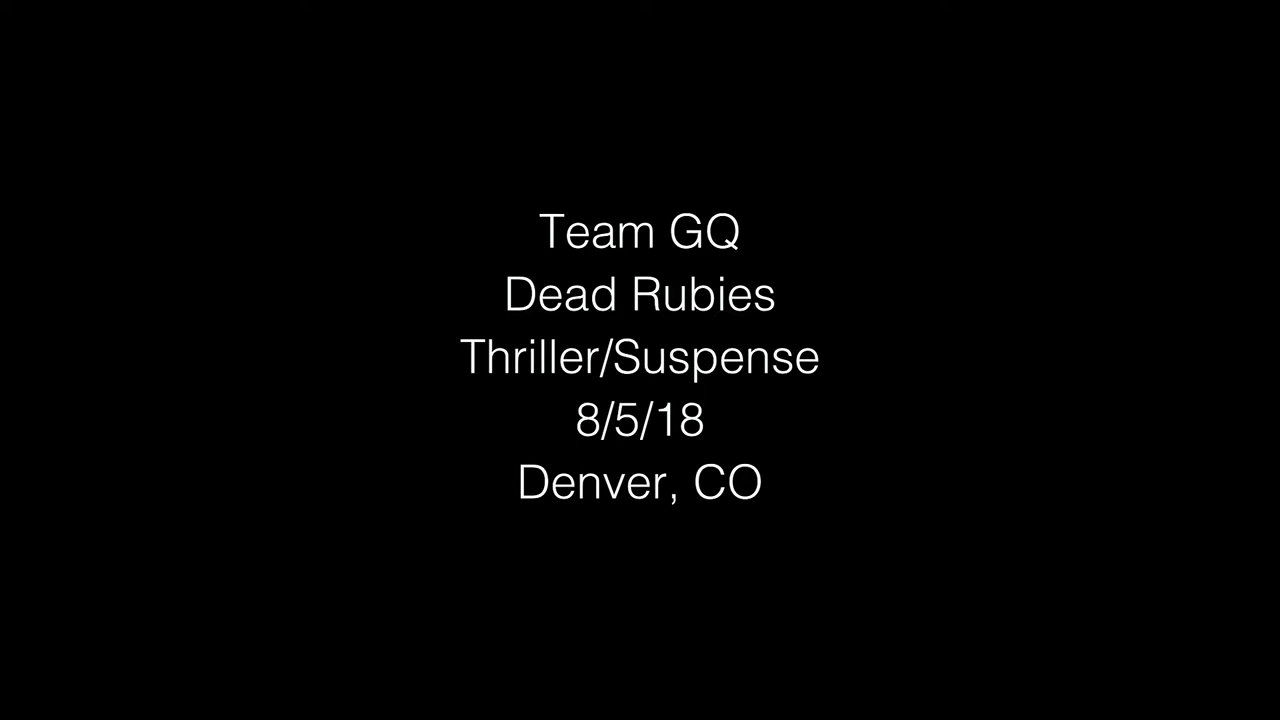 Team GQ
Dead Rubies
Thriller/Suspense
8/5/18
Denver, CO